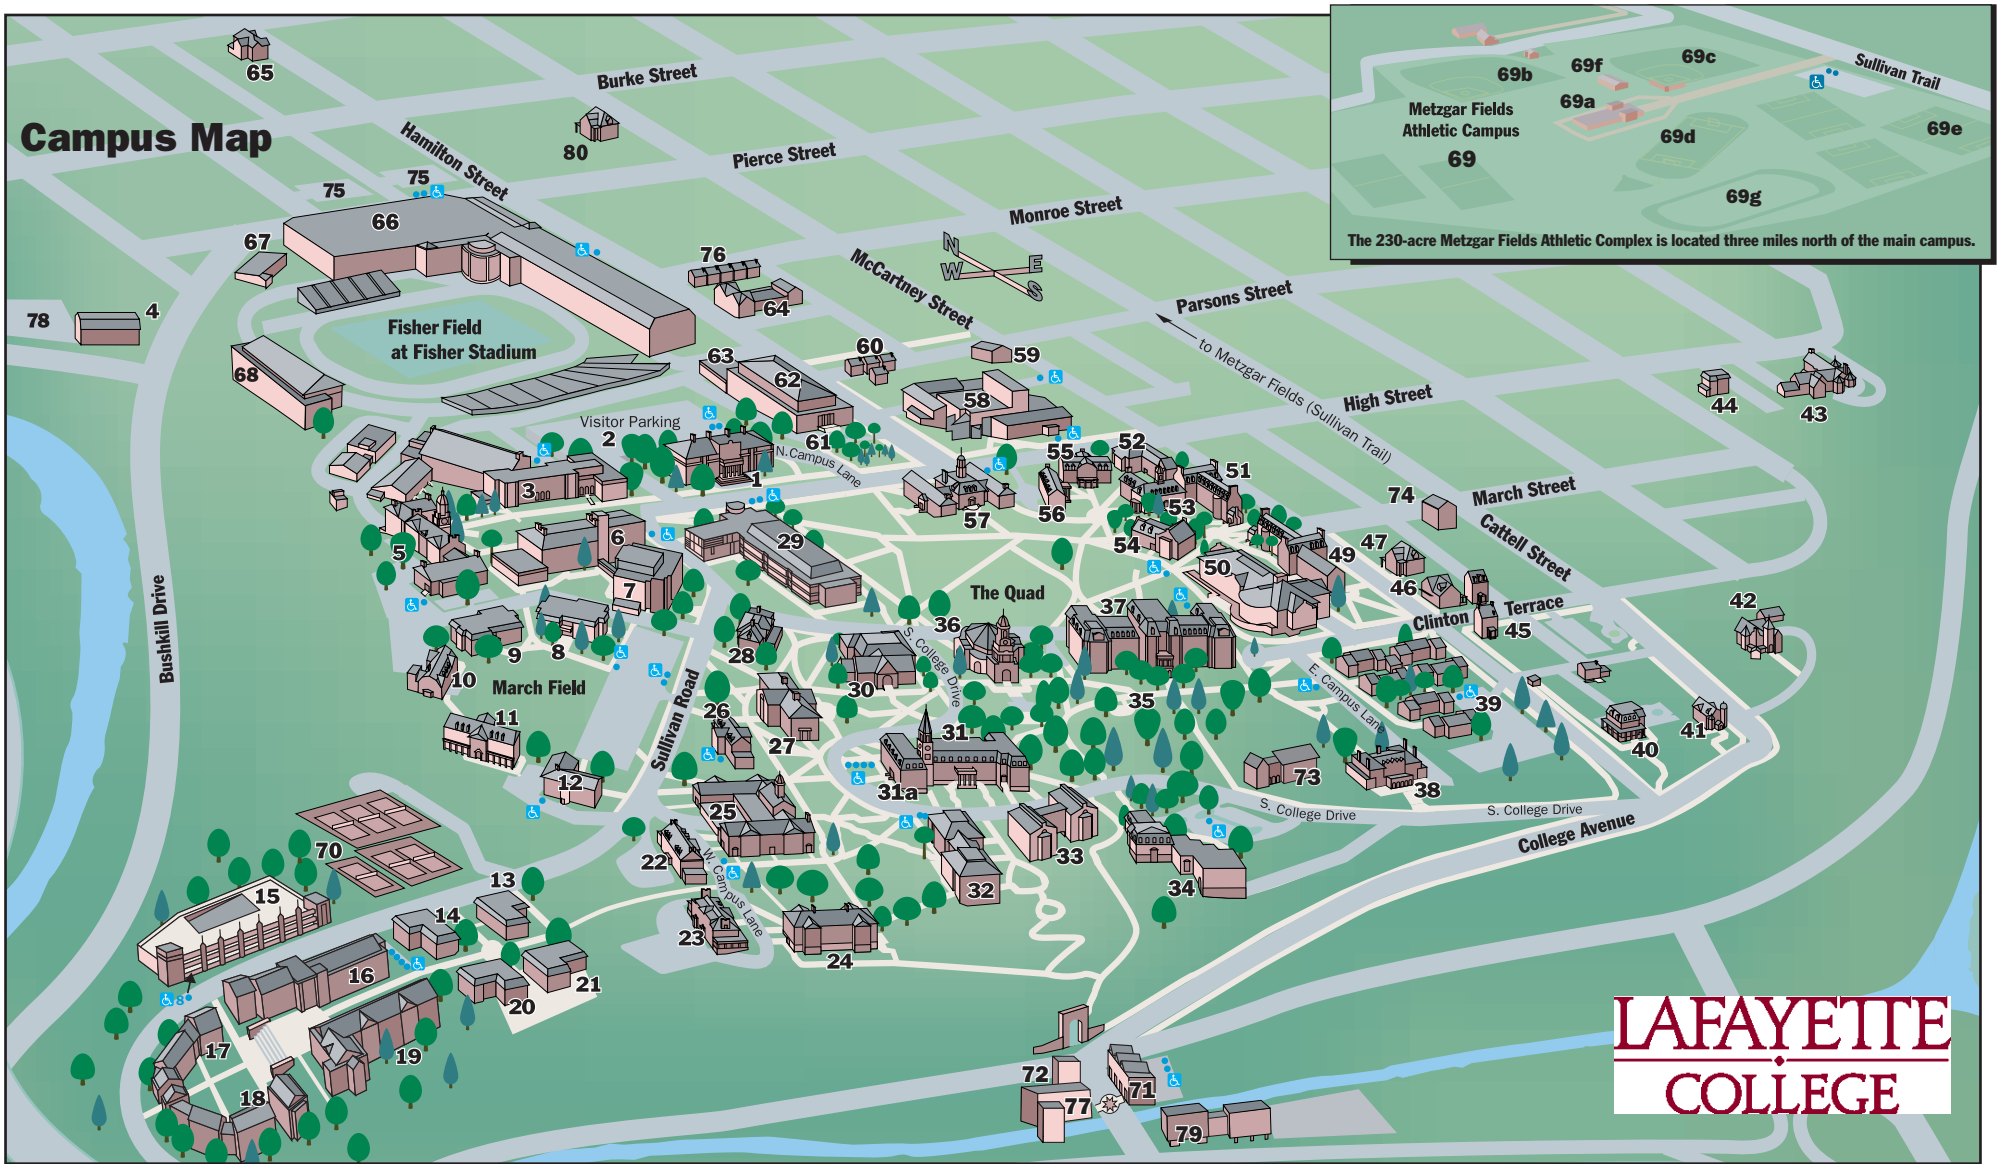 Campus Map
65
Burke Street
80
Hamilton Street
Pierce Street
75
75
66
67
Monroe Street
76
64
McCartney Street
N
W
E
S
Parsons Street
to Metzgar Fields (Sullivan Trail)
78
4
Fisher Field
at Fisher Stadium
68
63
62
60
59
58
High Street
44
43
Visitor Parking
2
61
N. Campus Lane
1
3
5
6
7
57
55
56
52
51
53
54
74
March Street
Cattell Street
29
50
49
47
46
Clinton Terrace
45
42
The Quad
Bushkill Drive
9
8
10
March Field
11
12
Sullivan Road
28
26
27
30
36
S. College Drive
37
35
E. Campus Lane
39
40
41
31
31a
73
38
S. College Drive
S. College Drive
College Avenue
25
22
W. Campus Lane
23
24
32
33
34
70
15
13
14
16
8
20
21
17
18
19
72
77
71
79
69b
69f
69c
Sullivan Trail
69a
Metzgar Fields
Athletic Campus
69
69d
69e
69g
The 230-acre Metzgar Fields Athletic Complex is located three miles north of the main campus.
LAFAYETTE
COLLEGE